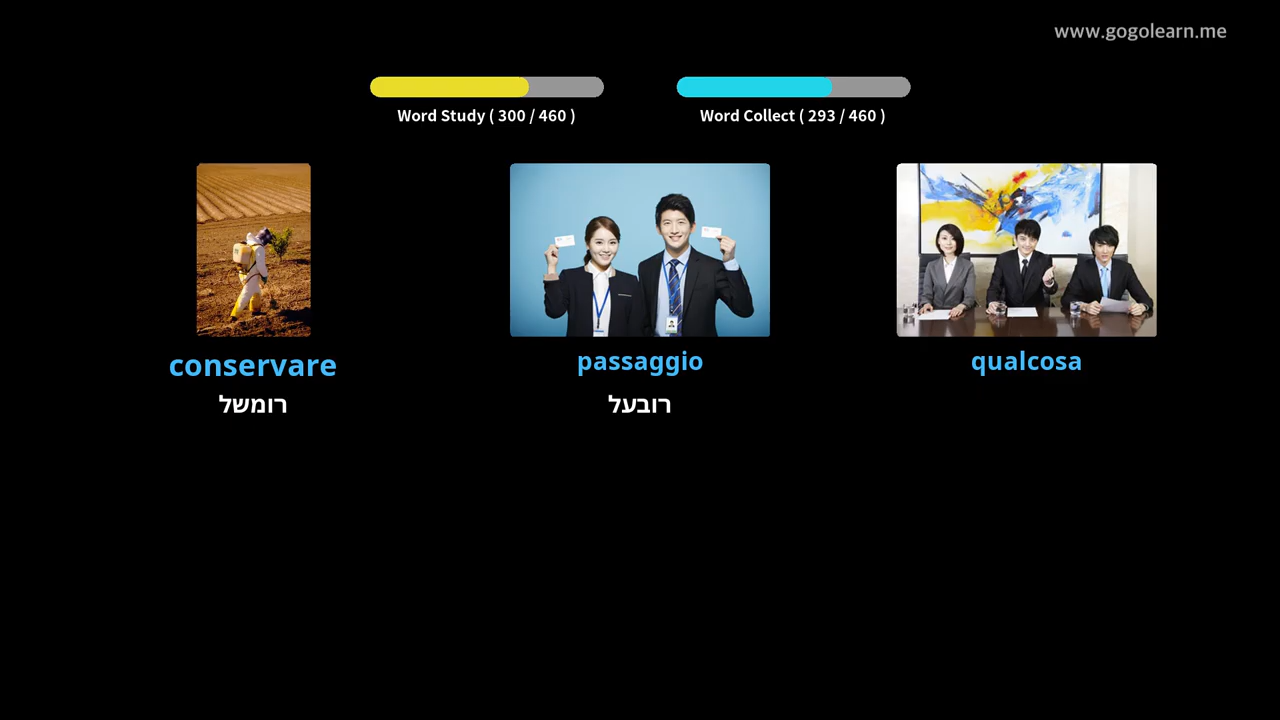 www.gogolearn.me
Word Study ( 300 / 460 )
Word Collect ( 293 / 460 )
conservare
רומשל
passaggio
רובעל
qualcosa